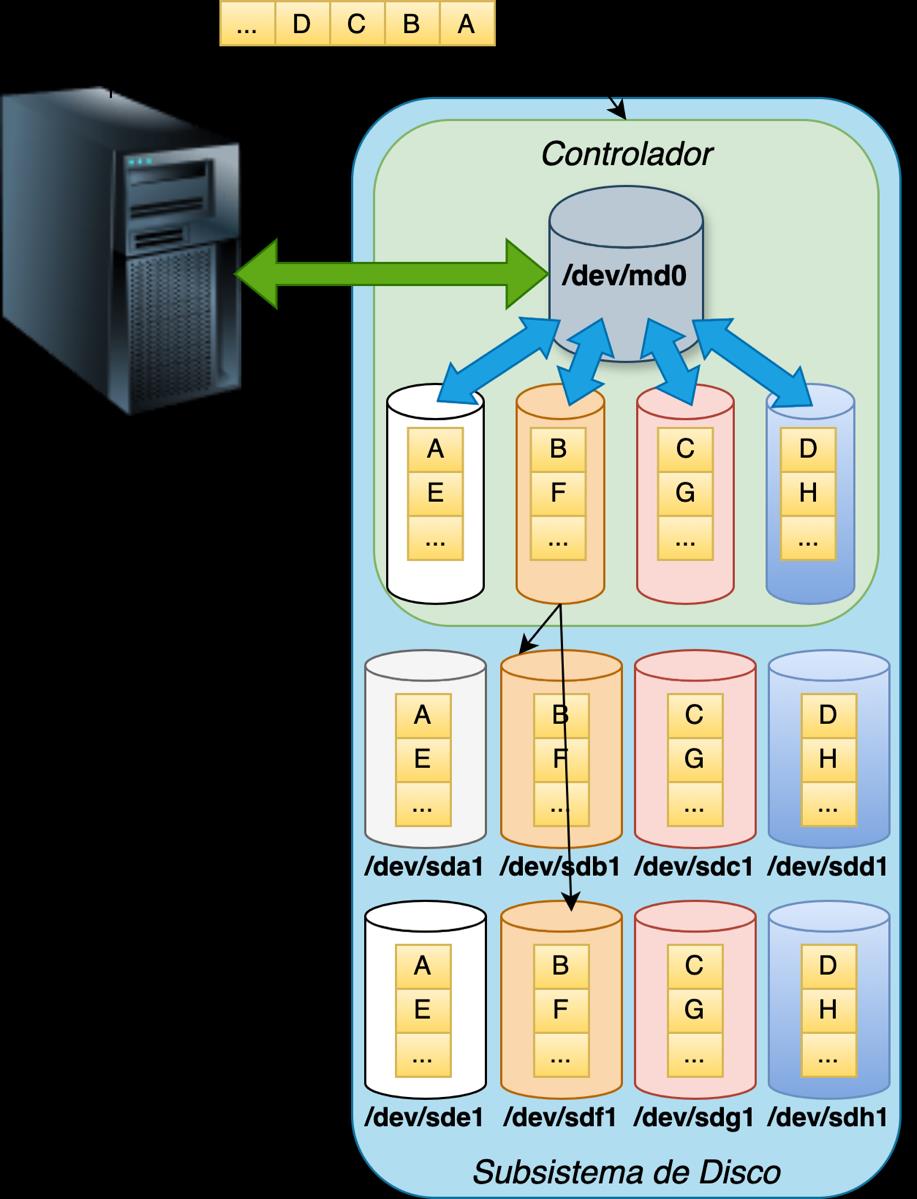 ... D C B A
Controlador
/dev/md0
A B C D
E F G H
... ... ... ...
A B C D
E F G H
... ... ... ...
/dev/sda1 /dev/sdb1 /dev/sdc1 /dev/sdd1
A B C D
E F G H
... ... ... ...
/dev/sde1 /dev/sdf1 /dev/sdg1 /dev/sdh1
Subsistema de Disco